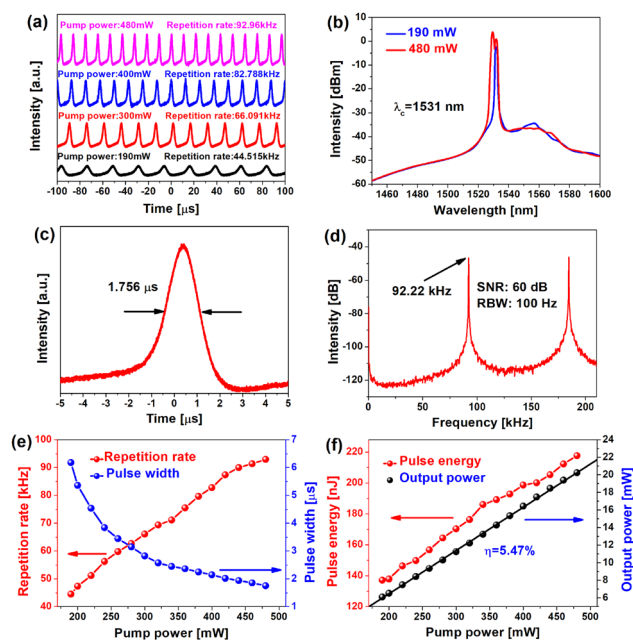 (a)
Pump power:480mW Repetition rate:92.96kHz
Pump power:400mW Repetition rate:82.788kHz
Pump power:300mW Repetition rate:66.091kHz
Pump power:190mW Repetition rate:44.515kHz
Intensity [a.u.]
-100 -80 -60 -40 -20 0 20 40 60 80 100
Time [μs]
(b)
190 mW
480 mW
λc=1531 nm
Intensity [dBm]
10
0
-10
-20
-30
-40
-50
-60
1460 1480 1500 1520 1540 1560 1580 1600
Wavelength [nm]
(c)
1.756 μs
Intensity [a.u.]
-5 -4 -3 -2 -1 0 1 2 3 4 5
Time [μs]
(d)
92.22 kHz
SNR: 60 dB
RBW: 100 Hz
Intensity [dB]
-40
-60
-80
-100
-120
0 50 100 150 200
Frequency [kHz]
(e)
Repetition rate
Pulse width
Repetition rate [kHz]
100
90
80
70
60
50
40
Pulse width [μs]
7
6
5
4
3
2
1
200 250 300 350 400 450 500
Pump power [mW]
(f)
Pulse energy
Output power
η=5.47%
Pulse energy [nJ]
220
200
180
160
140
120
Output power [mW]
24
22
20
18
16
14
12
10
8
6
200 250 300 350 400 450 500
Pump power [mW]